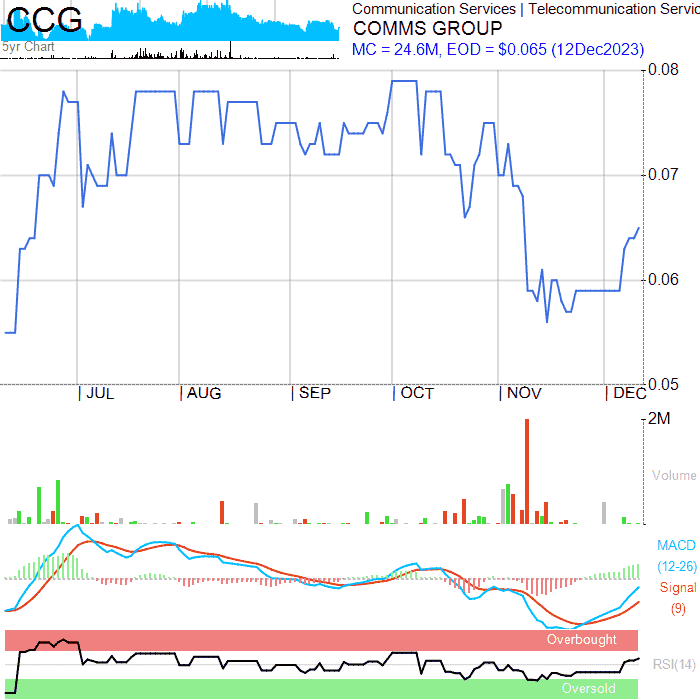 CCG
5yr Chart
Communication Services | Telecommunication Servic
COMMS GROUP
MC = 24.6M, EOD = $0.065 (12Dec2023)
0.08
0.07
0.06
0.05
| JUL | AUG | SEP | OCT | NOV | DEC
2M
Volume
MACD
(12-26)
Signal
(9)
Overbought
RSI(14)
Oversold